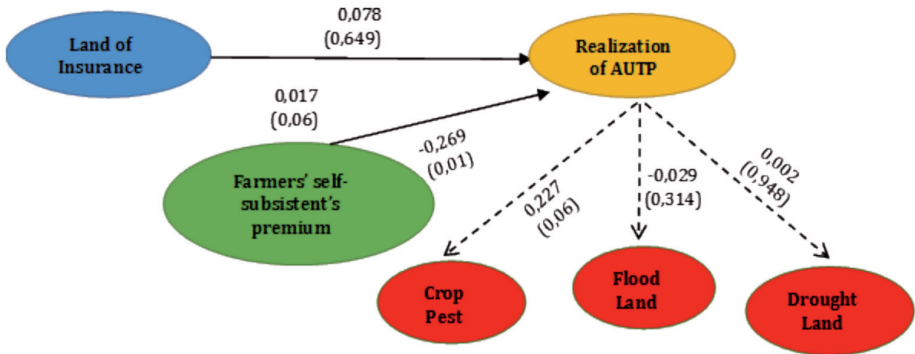 0,078
(0,649)
Land of
Insurance
Realization
of AUTP
0,017
(0,06)
-0,269
(0,01)
Farmers' self-
subsistent's
premium
0,227
(0,06)
-0,029
(0,314)
0,002
(0,948)
Crop
Pest
Flood
Land
Drought
Land